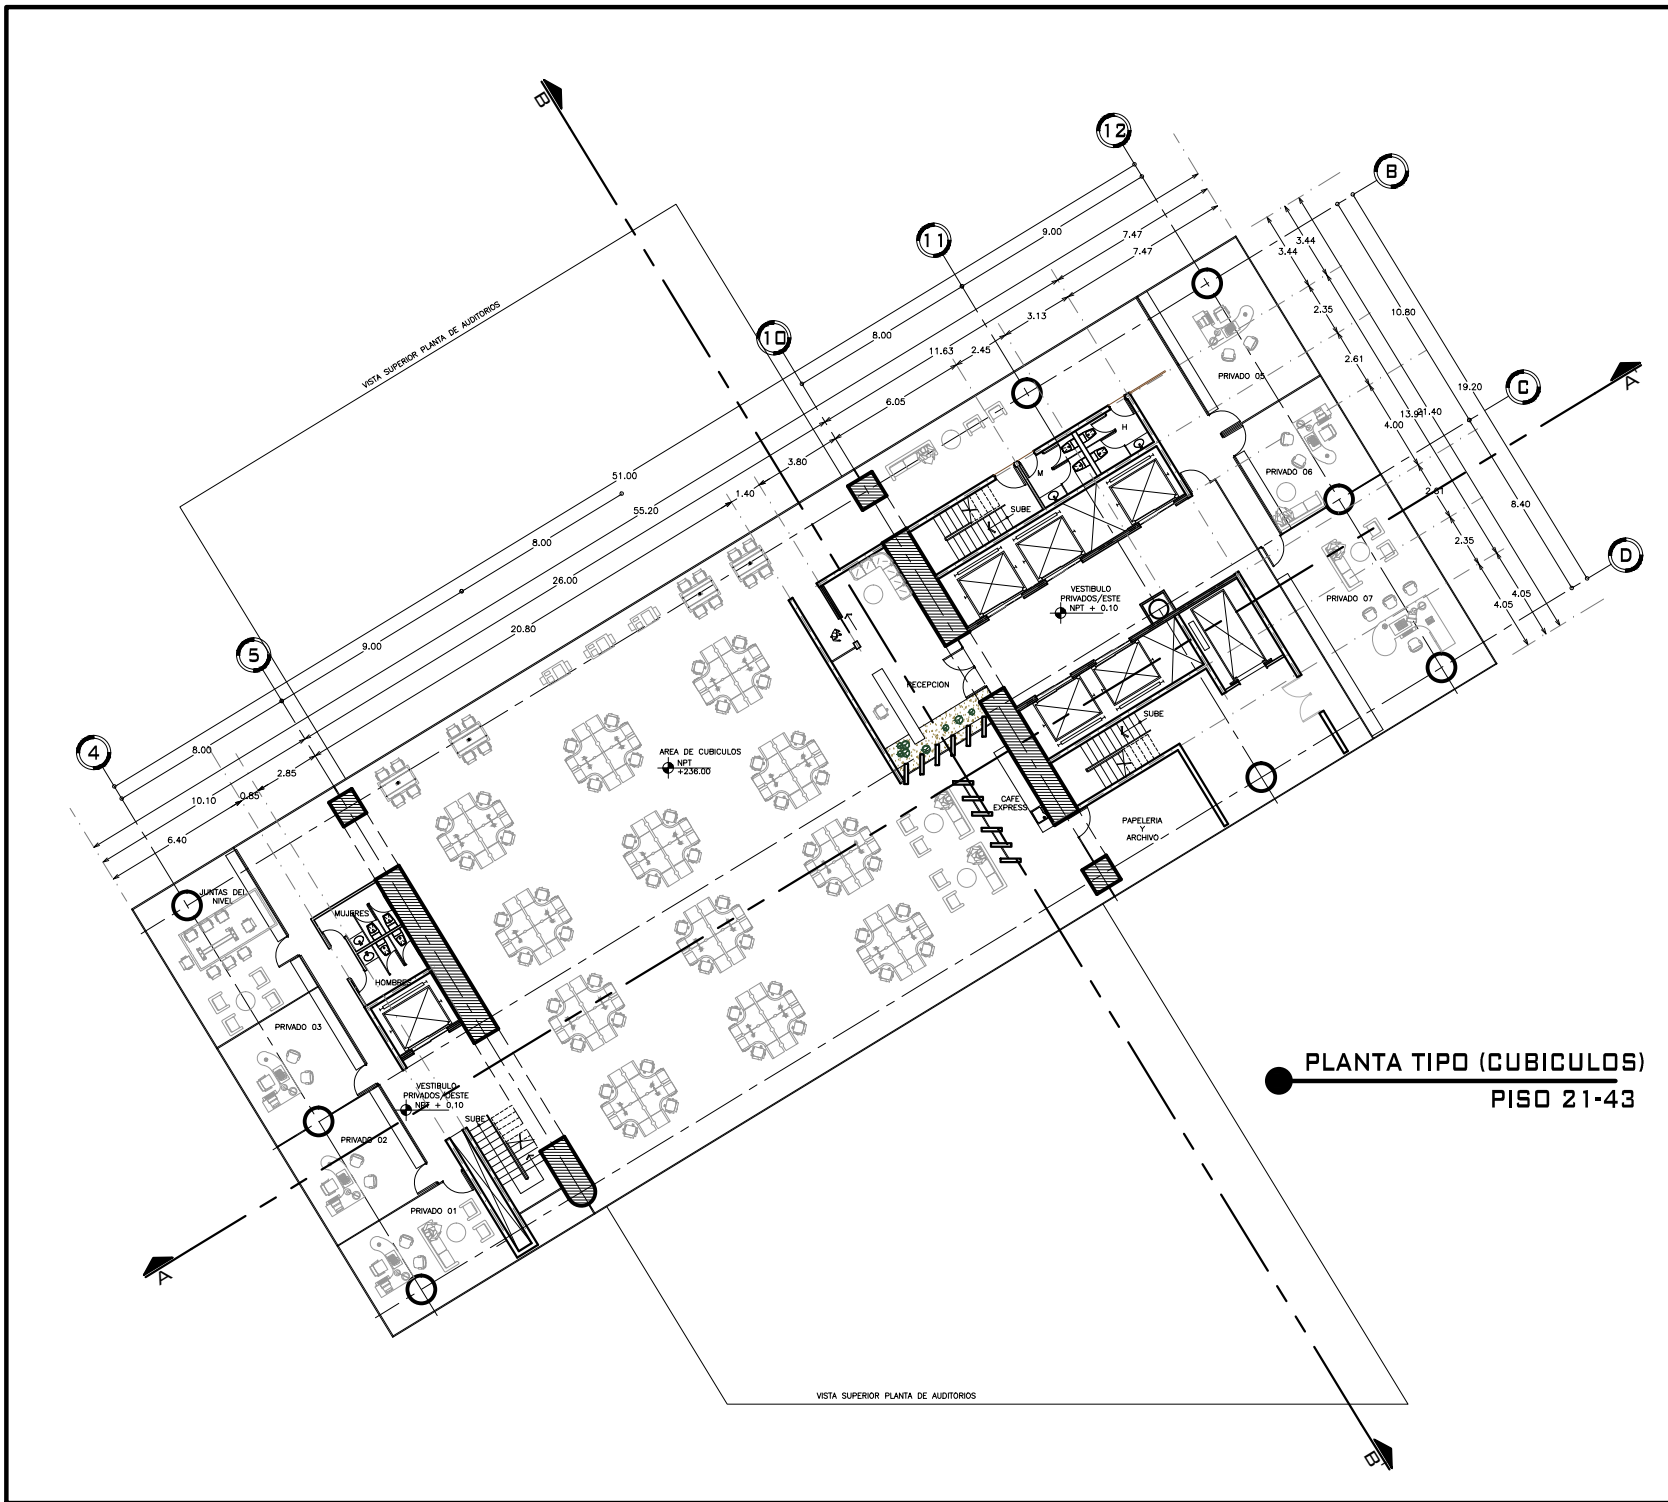 B
12
B
11
9.00
7.47
7.47
3.44
3.44
10
8.00
3.13
2.35
10.80
VISTA SUPERIOR PLANTA DE AUDITORIOS
11.63
2.45
2.61
C
19.20
A
6.05
PRIVADO 05
21.40
4.00
H
3.80
51.00
M
PRIVADO 06
1.40
55.20
SUBE
8.40
2.35
8.00
D
26.00
VESTIBULO
PRIVADOS/ESTE
NPT + 0.10
PRIVADO 07
4.05
4.05
20.80
9.00
5
RECEPCION
SUBE
AREA DE CUBICULOS
NPT
+236.00
4
8.00
2.85
10.10
0.85
CAFE
EXPRESS
PAPELERIA
Y
ARCHIVO
6.40
JUNTAS DEL
NIVEL
MUJERES
HOMBRES
PRIVADO 03
VESTIBULO
PRIVADOS/OESTE
NPT + 0.10
SUBE
PRIVADO 02
PRIVADO 01
A
PLANTA TIPO (CUBICULOS)
PISO 21-43
VISTA SUPERIOR PLANTA DE AUDITORIOS
B